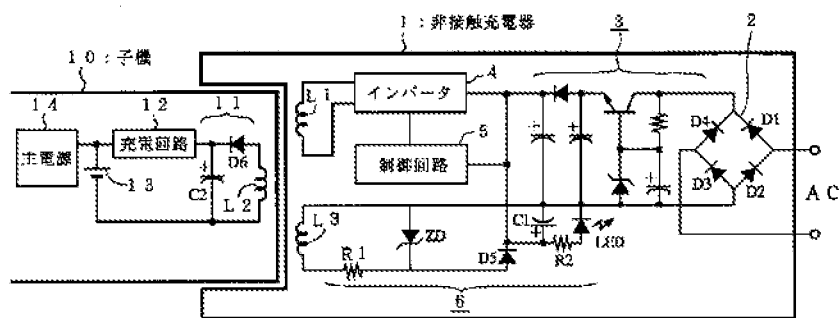 1：非接触充電器
10：子機
14
12
11
主電源
充電回路
D6
C2
13
L2
L1
インバータ
4
制御回路
5
3
2
D4
D1
D3
D2
AC
L3
R1
ZD
C1
D5
R2
LED
6